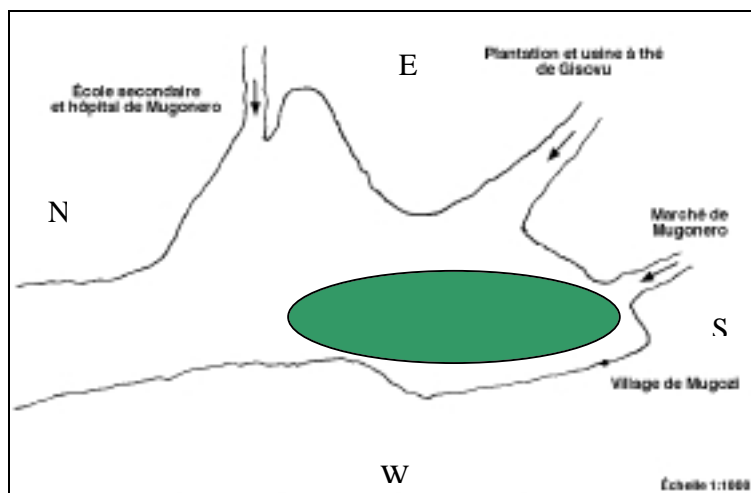 E
Plantation et usine à thé
de Gisovu
École secondaire
et hôpital de Mugonero
N
Marché de
Mugonero
S
Village de Mugozi
W
Échelle 1:1000